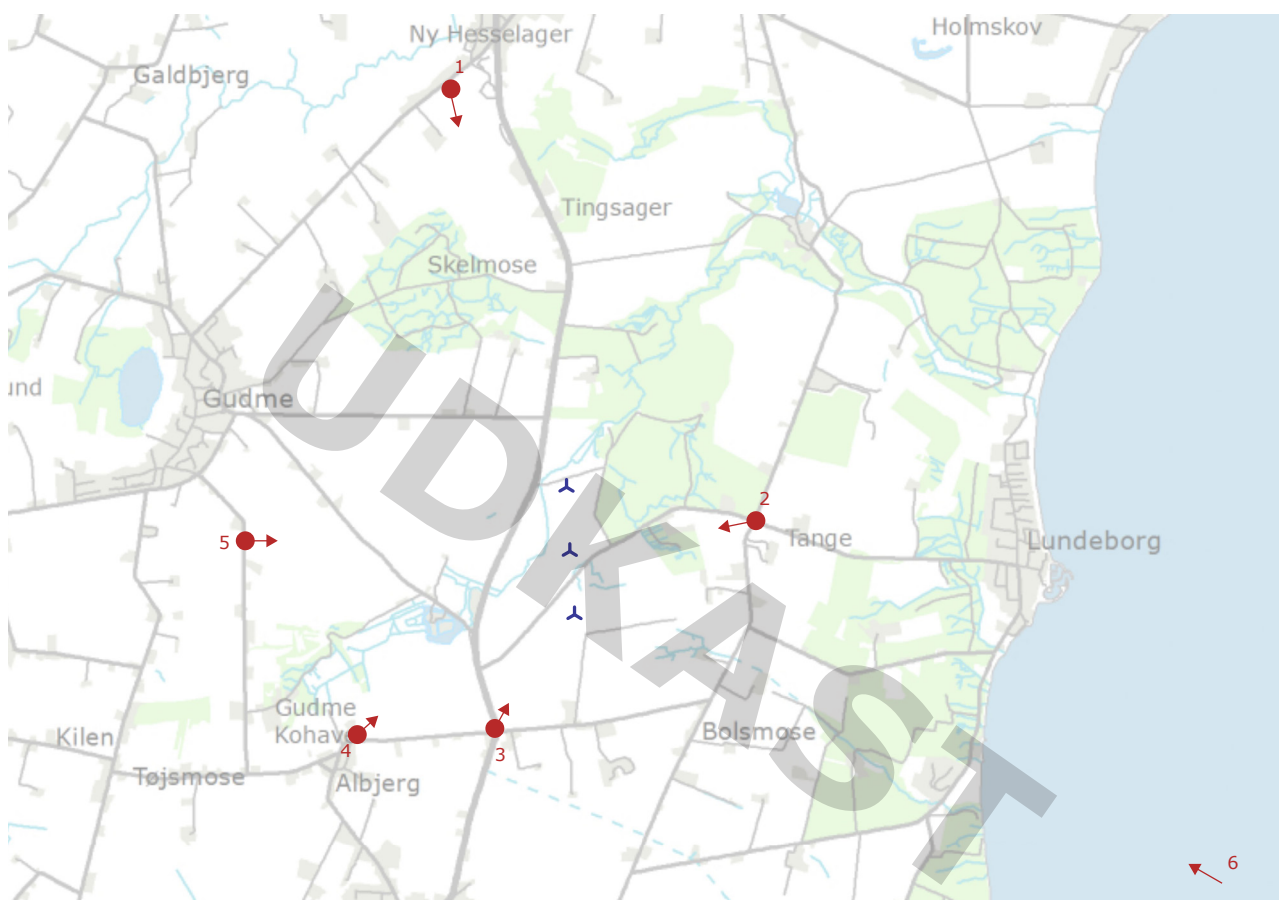 Ny Hesselager
Holmskov
Galdbjerg
1
Tingsager
Skelmose
und
Gudme
2
Tange
Lundeborg
5
Gudme
Kohave
4
3
Kilen
Tøjsmose
Albjerg
Bolsmose
6
UDKAST